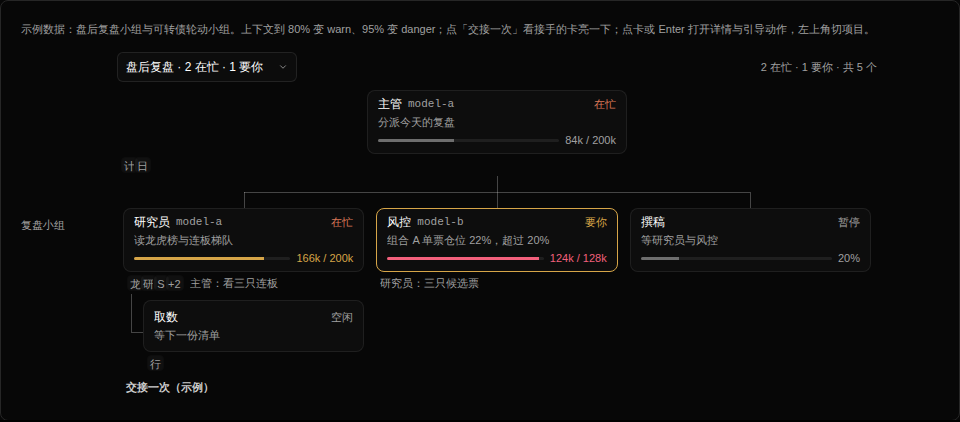 示例数据：盘后复盘小组与可转债轮动小组。上下文到 80% 变 warn、95% 变 danger；点「交接一次」看接手的卡亮一下；点卡或 Enter 打开详情与引导动作，左上角切项目。
盘后复盘 · 2 在忙 · 1 要你
2 在忙 · 1 要你 · 共 5 个
主管 model-a 在忙
分派今天的复盘
84k / 200k
计 日
复盘小组
研究员 model-a 在忙
读龙虎榜与连板梯队
166k / 200k
龙 研 S +2 主管：看三只连板
风控 model-b 要你
组合 A 单票仓位 22%，超过 20%
124k / 128k
研究员：三只候选票
撰稿 暂停
等研究员与风控
20%
取数 空闲
等下一份清单
行
交接一次（示例）